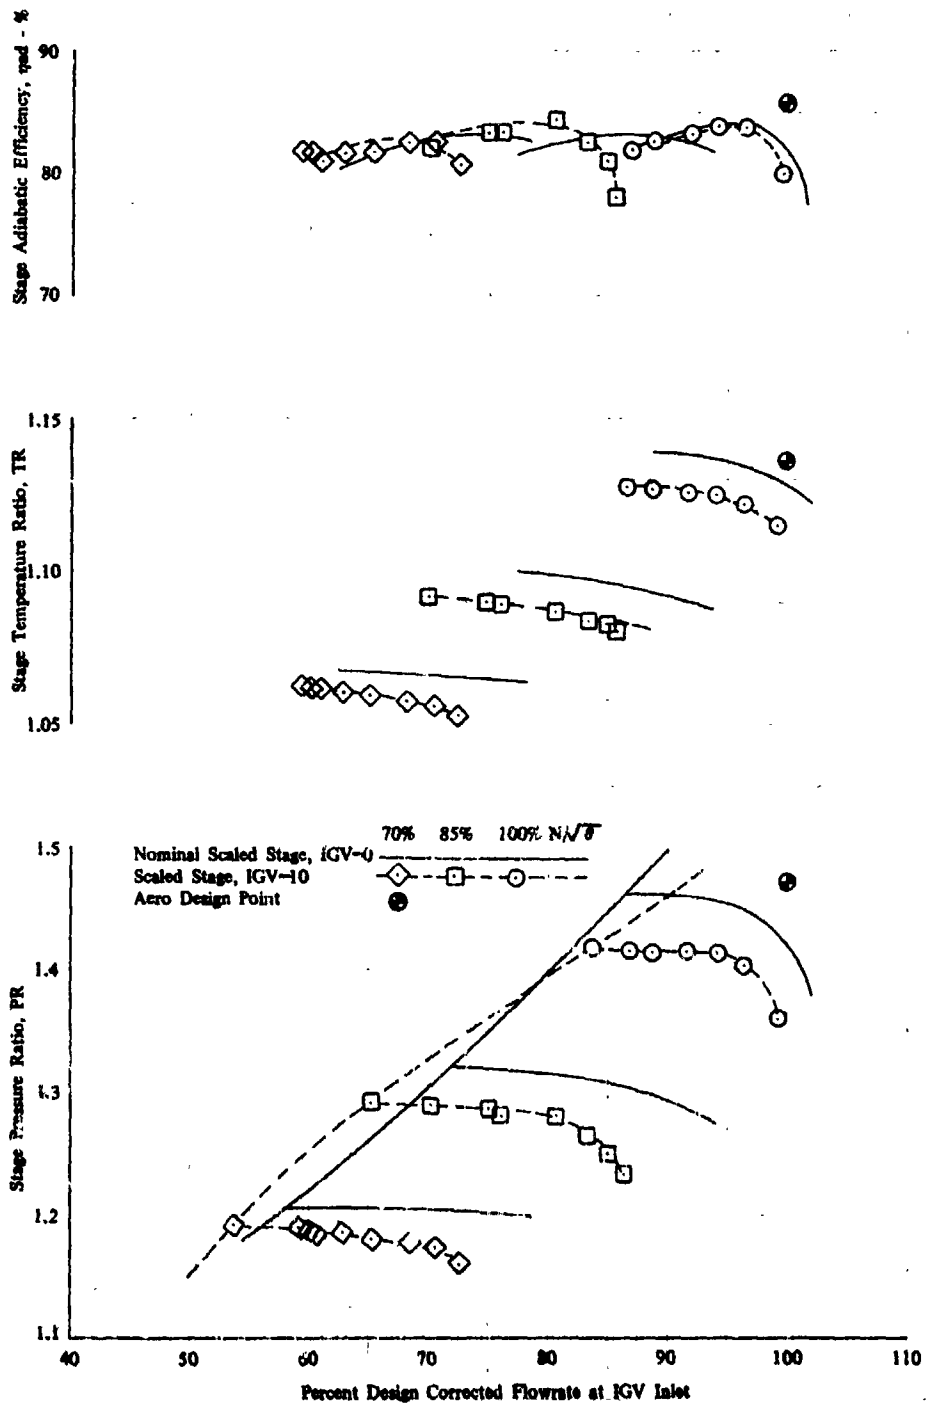 Stage Adiabatic Efficiency, ηad - %
90
80
70
Stage Temperature Ratio, TR
1.15
1.10
1.05
70% 85% 100% N/√θ
Nominal Scaled Stage, IGV-0
Scaled Stage, IGV-10
Aero Design Point
Stage Pressure Ratio, PR
1.5
1.4
1.3
1.2
1.1
40 50 60 70 80 90 100 110
Percent Design Corrected Flowrate at IGV Inlet